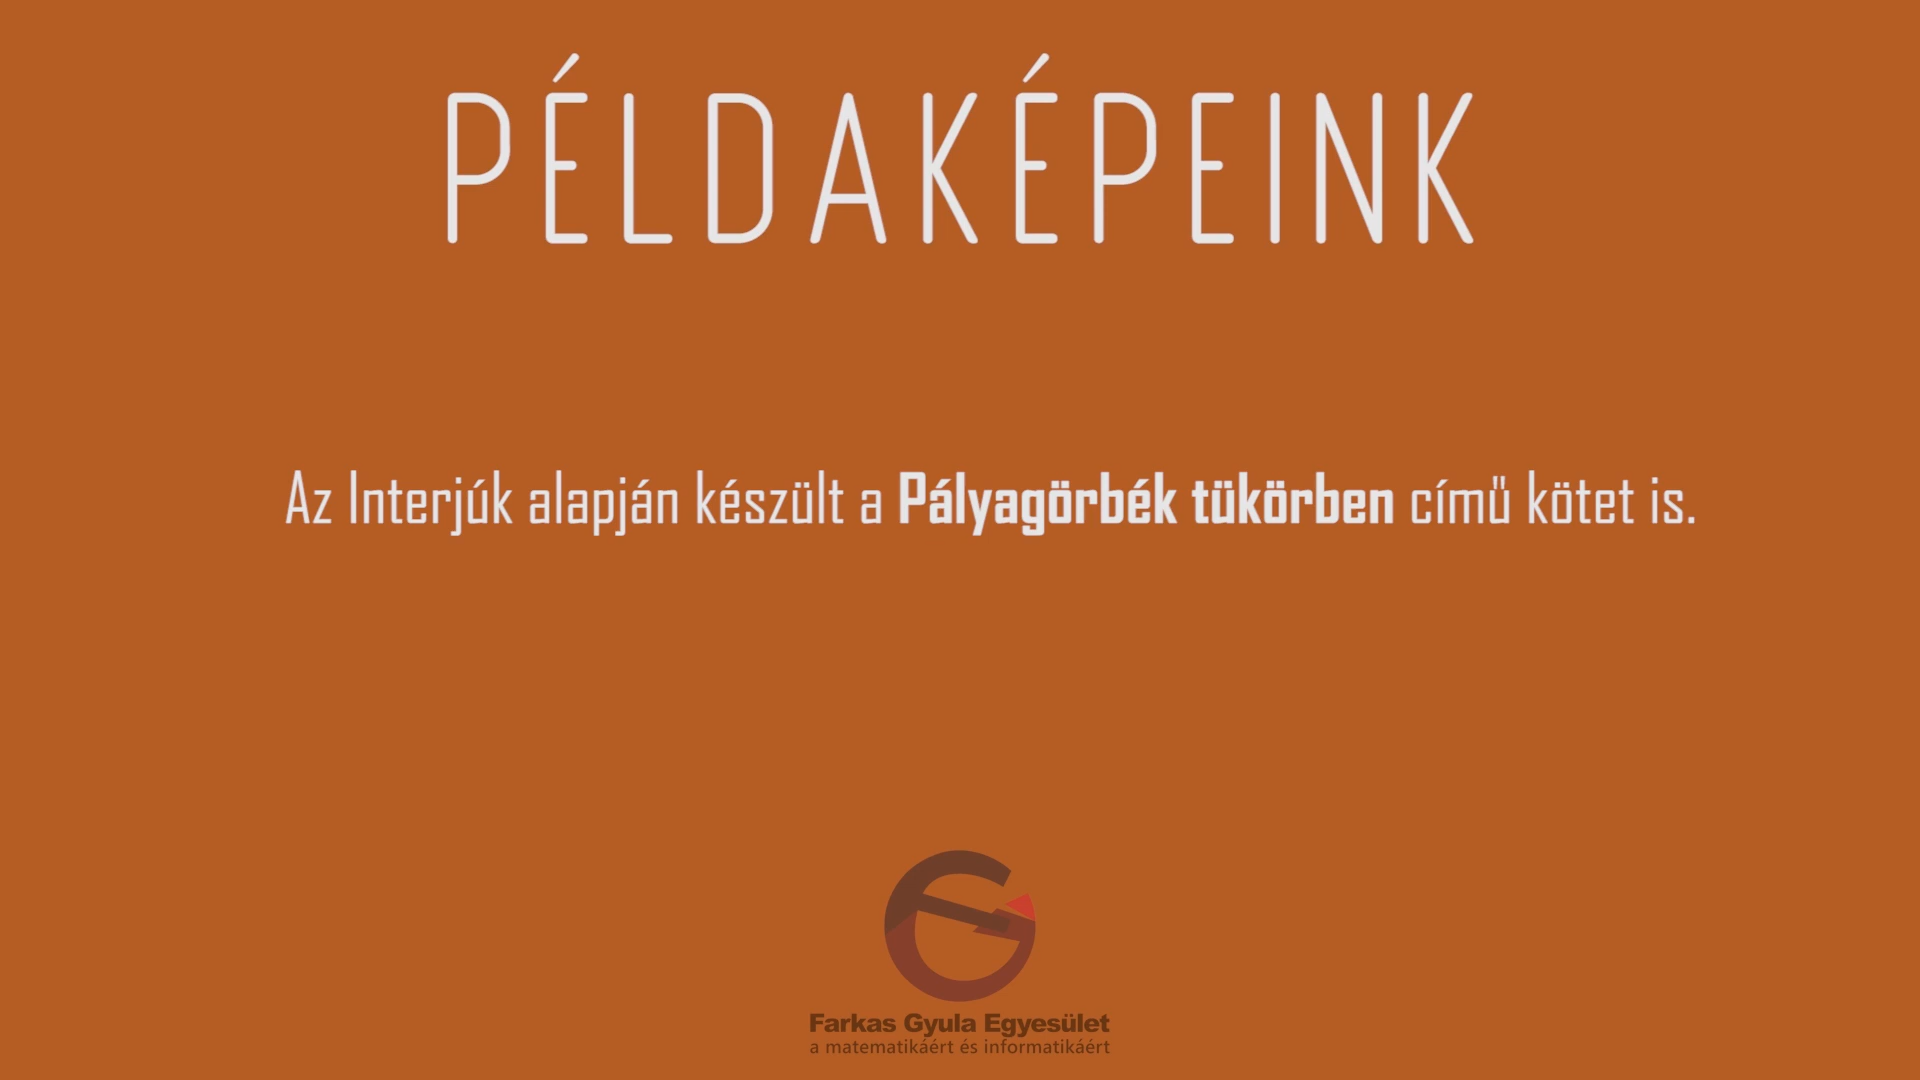 PÉLDAKÉPEINK
Az Interjúk alapján készült a Pályagörbék tükörben című kötet is.
Farkas Gyula Egyesület
a matematikáért és informatikáért